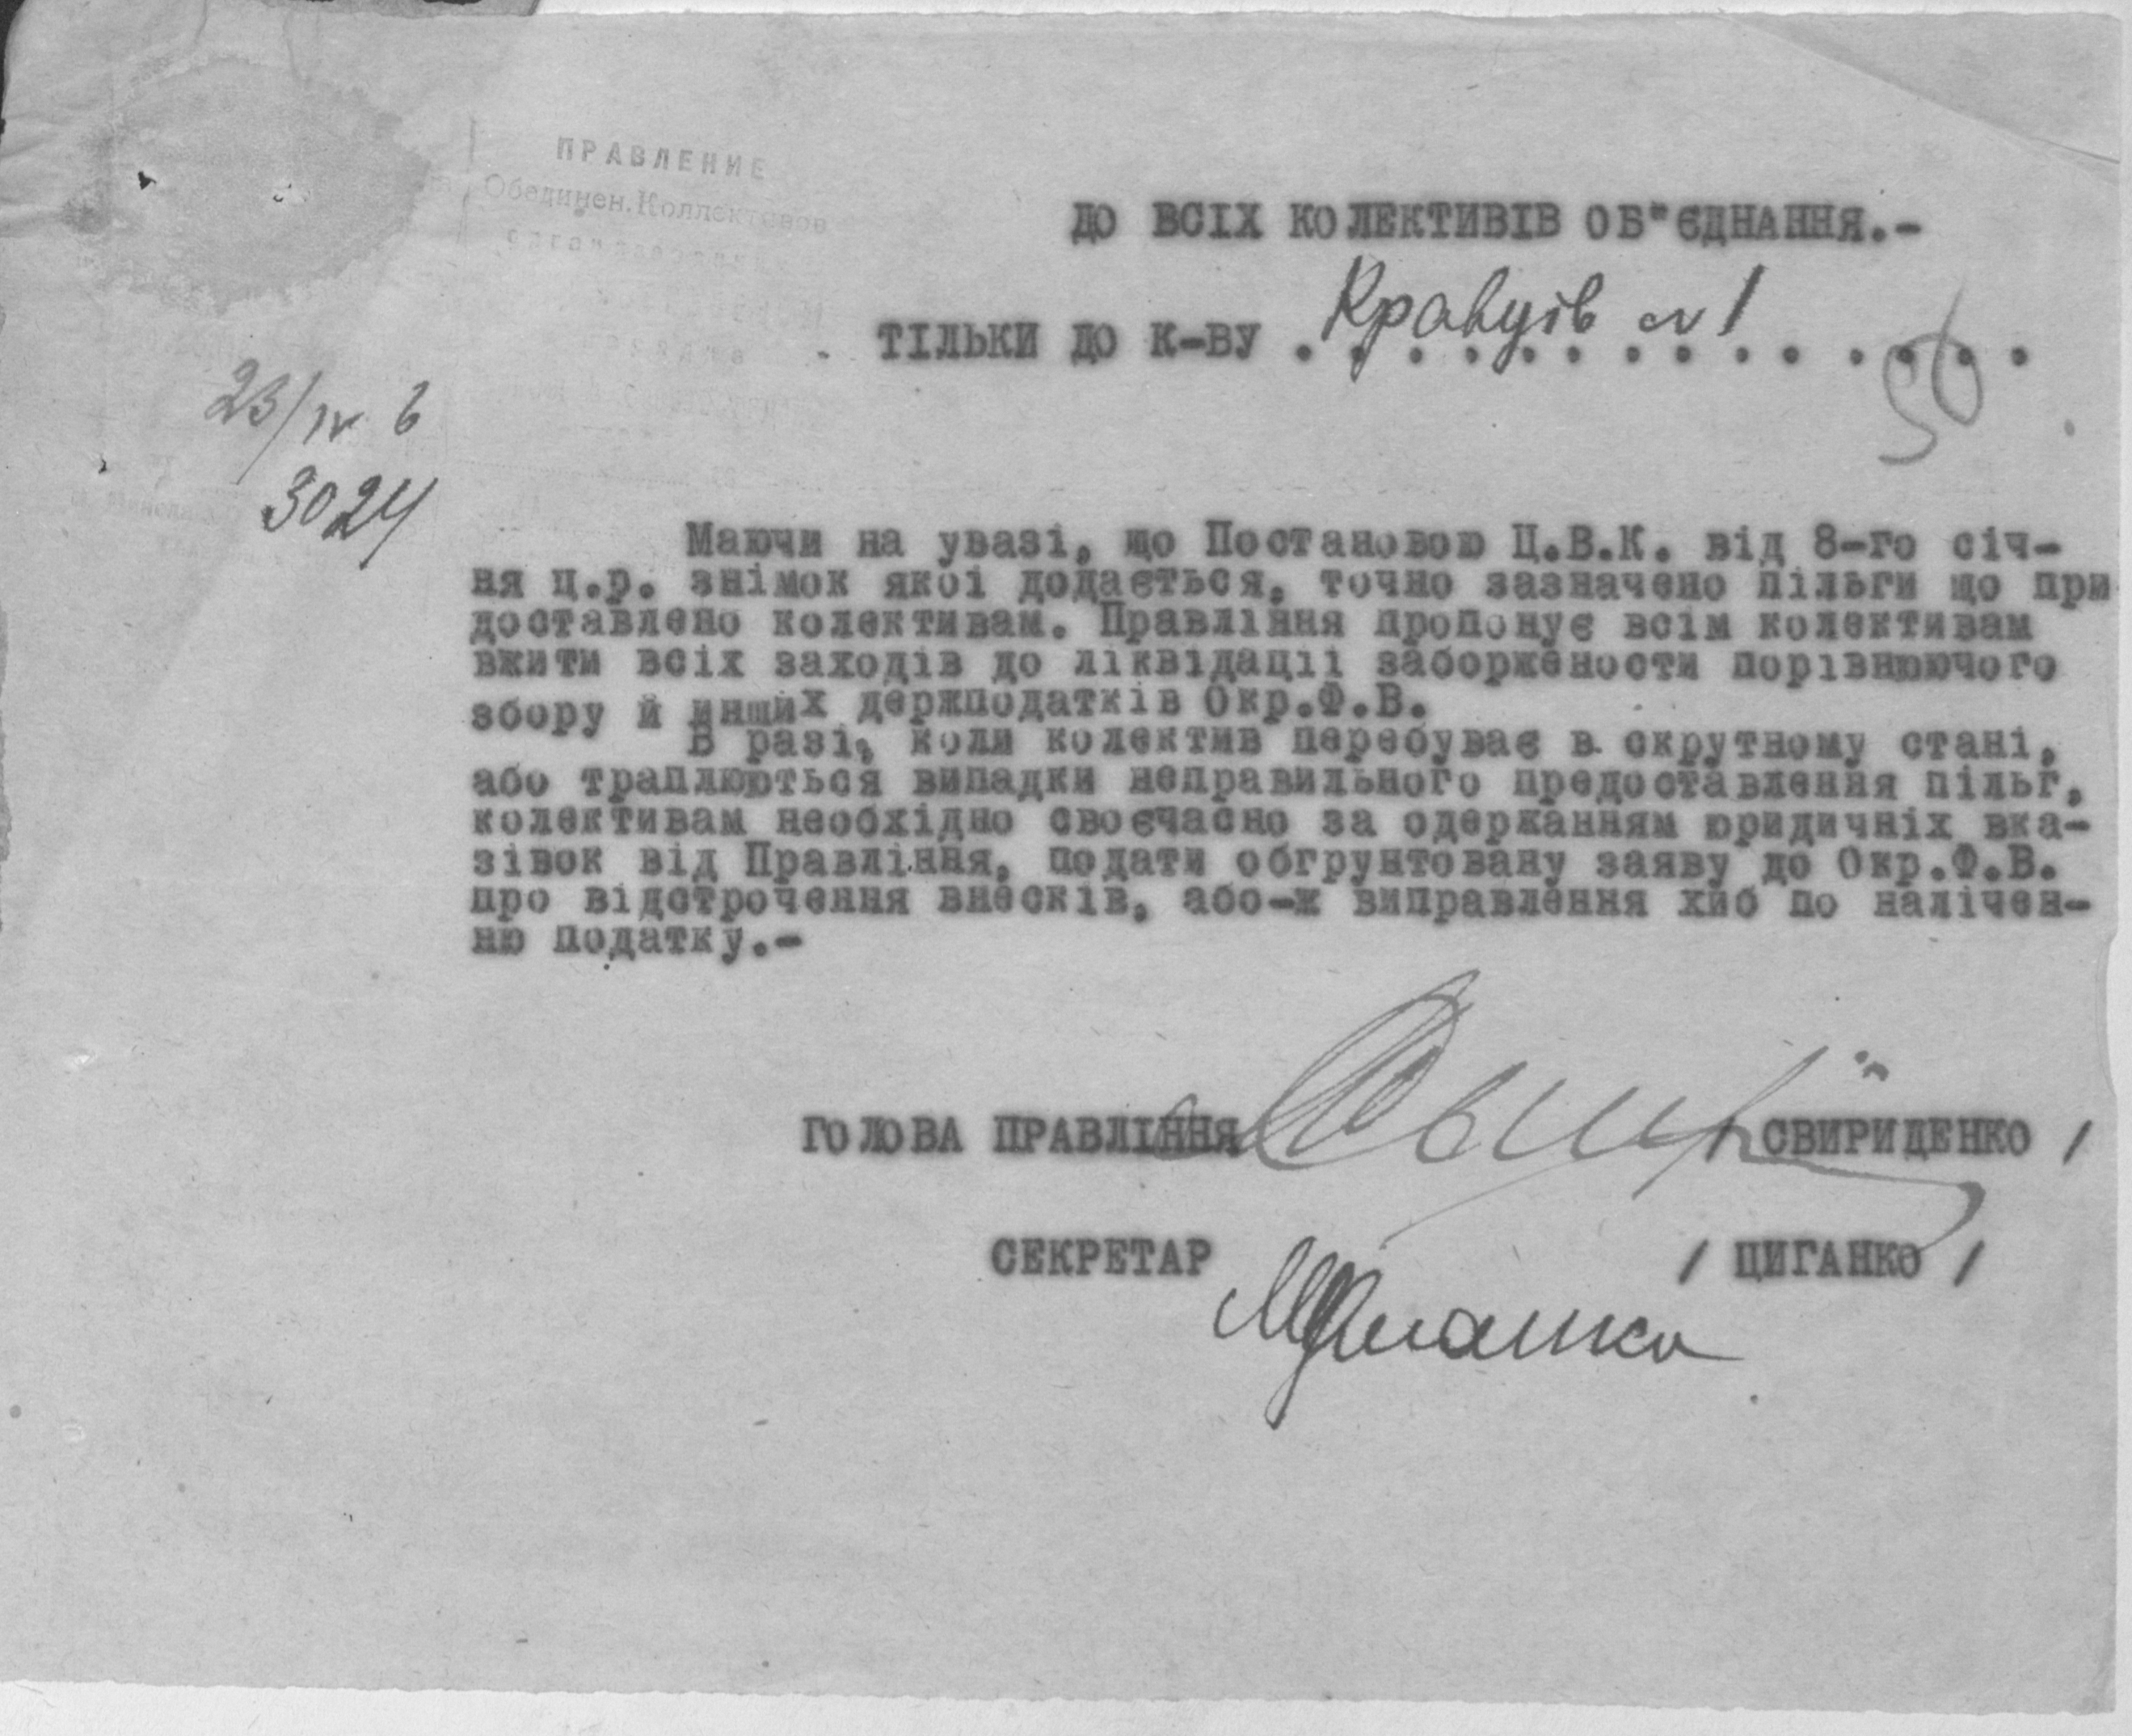 ПРАВЛЕНИЕ
Обединен. Коллективов
ДО ВСІХ КОЛЕКТИВІВ ОБ"ЄДНАННЯ.-
ТІЛЬКИ ДО К-ВУ Кравців № 1
50
23/IV 6
3024
Маючи на увазі, що Постановою Ц.В.К. від 8-го січ-
ня ц.р. знімок якої додається, точно зазначено пільги що при
доставлено колективам. Правління пропонує всім колективам
вжити всіх заходів до ліквідації заборжености порівнюючого
збору й инших держподатків Окр.Ф.В.
В разі, коли колектив перебуває в скрутному стані,
або траплюються випадки неправильного предоставлення пільг,
колективам необхідно своєчасно за одержанням юридичніх вка-
зівок від Правління, подати обгрунтовану заяву до Окр.Ф.В.
про відстрочення внесків, або-ж виправлення хиб по налічен-
ню податку.-
ГОЛОВА ПРАВЛІННЯ / СВИРИДЕНКО /
СЕКРЕТАР / ЦИГАНКО /